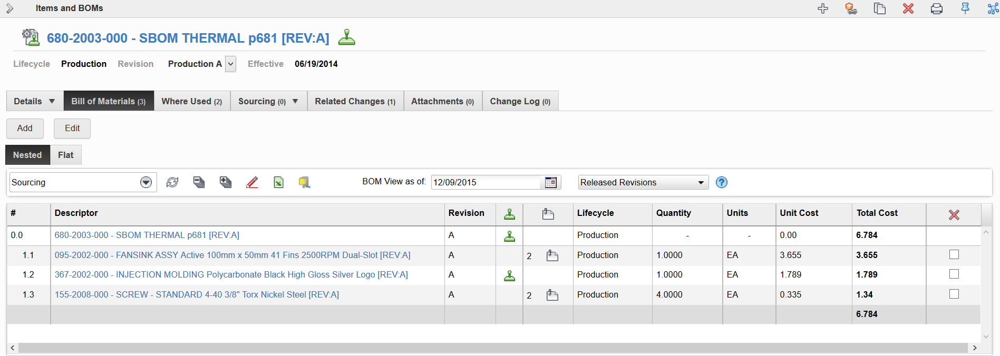 Items and BOMs
680-2003-000 - SBOM THERMAL p681 [REV:A]
Lifecycle Production Revision Production A Effective 06/19/2014
Details Bill of Materials (3) Where Used (2) Sourcing (0) Related Changes (1) Attachments (0) Change Log (0)
Add Edit
Nested Flat
Sourcing BOM View as of: 12/09/2015 Released Revisions ?
# Descriptor Revision Lifecycle Quantity Units Unit Cost Total Cost
0.0 680-2003-000 - SBOM THERMAL p681 [REV:A] A Production - - 0.00 6.784
1.1 095-2002-000 - FANSINK ASSY Active 100mm x 50mm 41 Fins 2500RPM Dual-Slot [REV:A] A 2 Production 1.0000 EA 3.655 3.655
1.2 367-2002-000 - INJECTION MOLDING Polycarbonate Black High Gloss Silver Logo [REV:A] A Production 1.0000 EA 1.789 1.789
1.3 155-2008-000 - SCREW - STANDARD 4-40 3/8" Torx Nickel Steel [REV:A] A 2 Production 4.0000 EA 0.335 1.34
6.784